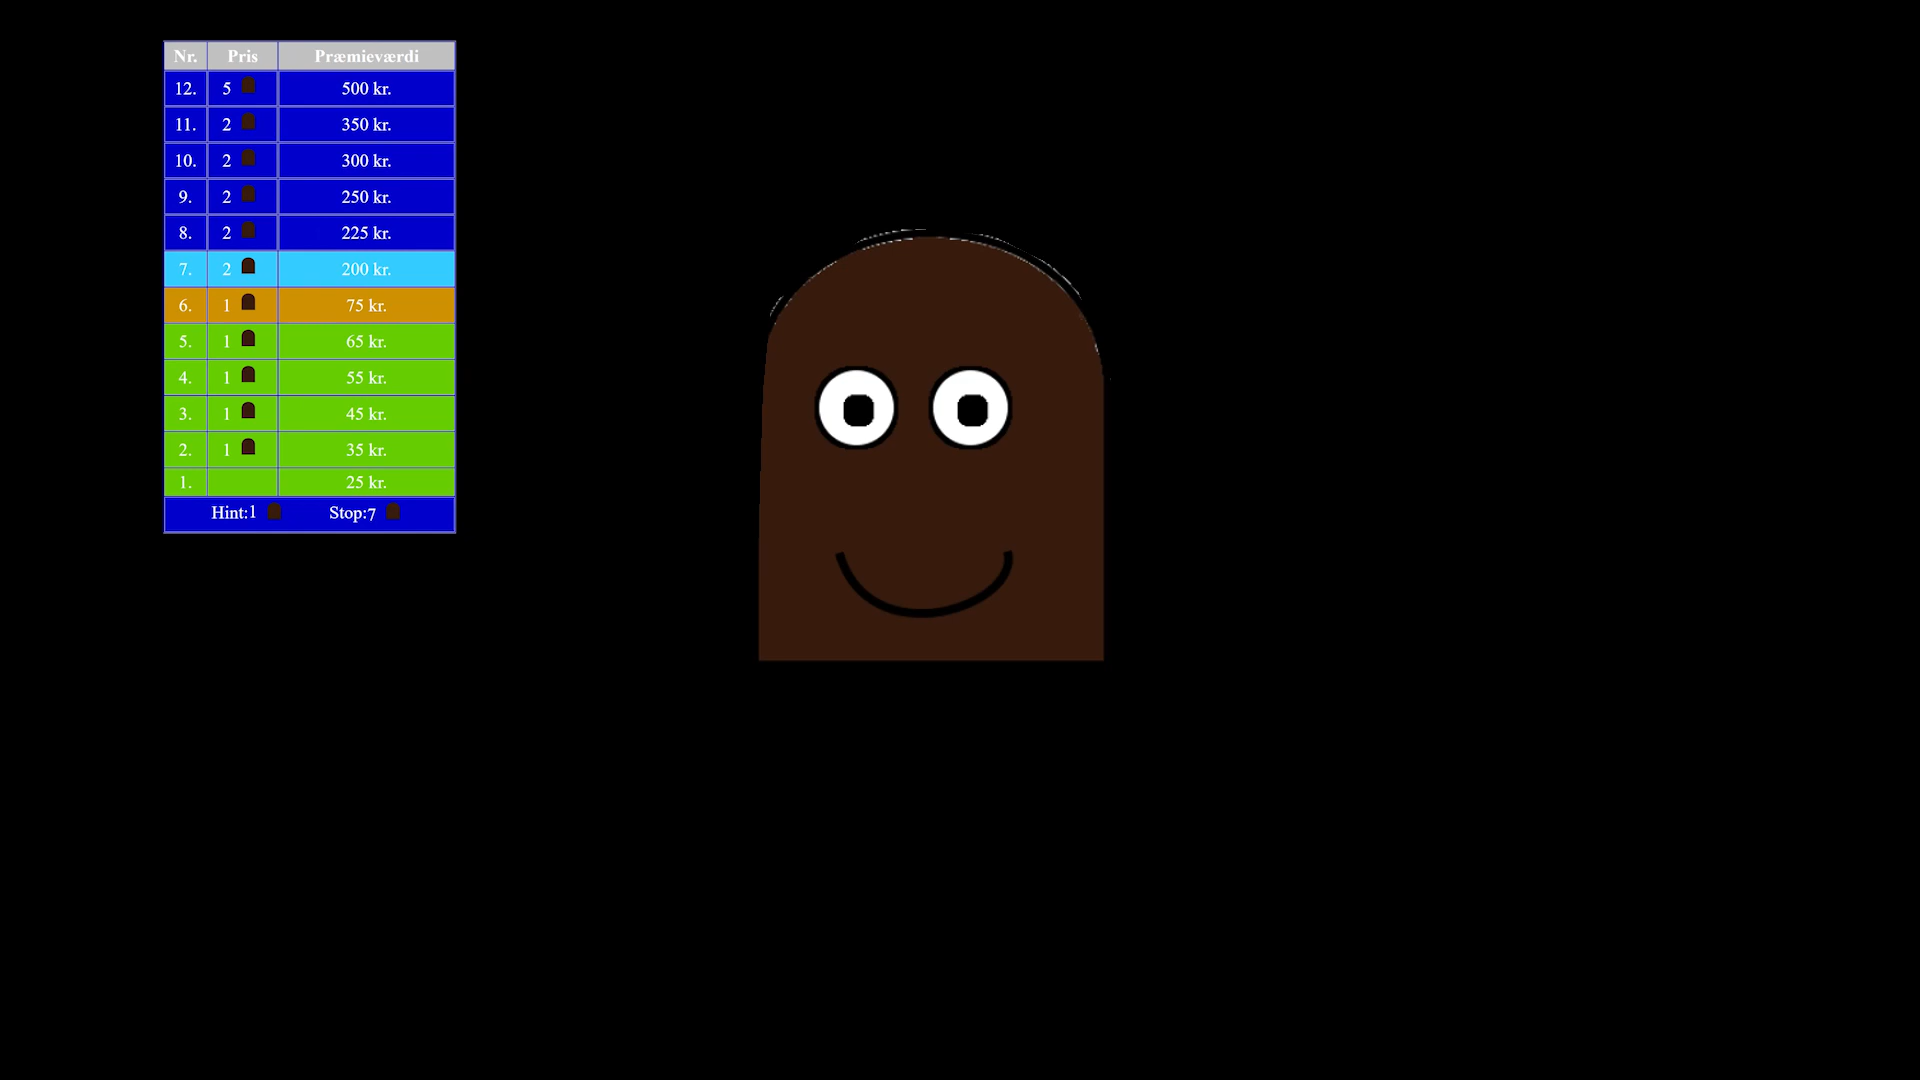 Nr. Pris Præmieværdi
12. 5 500 kr.
11. 2 350 kr.
10. 2 300 kr.
9. 2 250 kr.
8. 2 225 kr.
7. 2 200 kr.
6. 1 75 kr.
5. 1 65 kr.
4. 1 55 kr.
3. 1 45 kr.
2. 1 35 kr.
1. 25 kr.
Hint:1 Stop:7